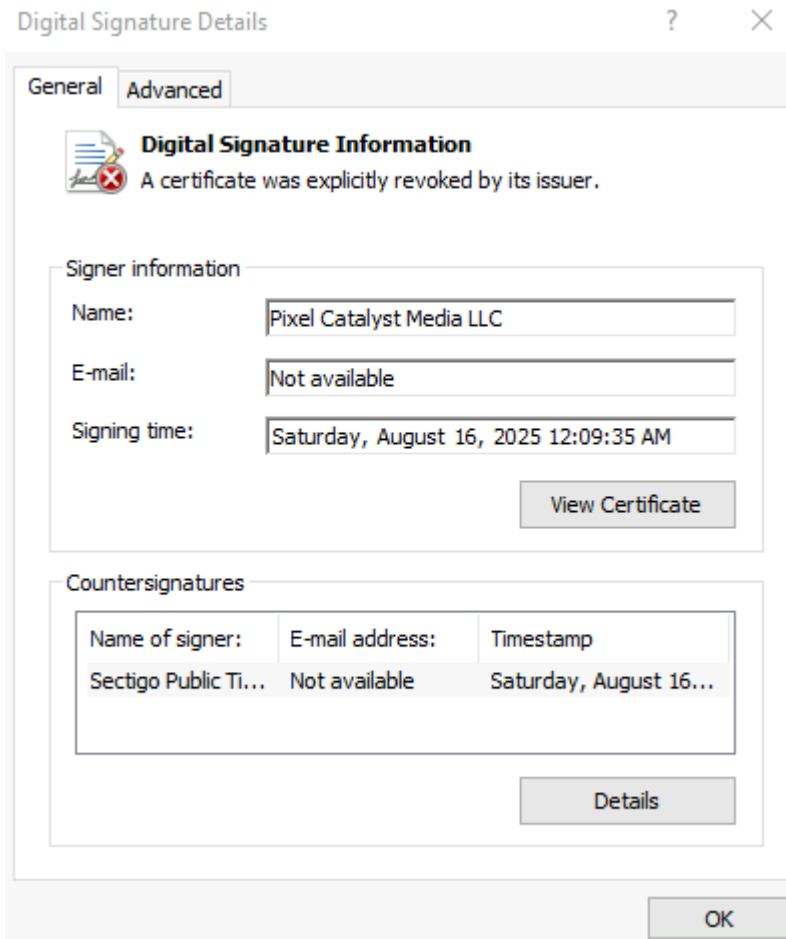 Digital Signature Details ?
General Advanced
Digital Signature Information
A certificate was explicitly revoked by its issuer.
Signer information
Name: Pixel Catalyst Media LLC
E-mail: Not available
Signing time: Saturday, August 16, 2025 12:09:35 AM
View Certificate
Countersignatures
Name of signer: E-mail address: Timestamp
Sectigo Public Ti... Not available Saturday, August 16...
Details
OK